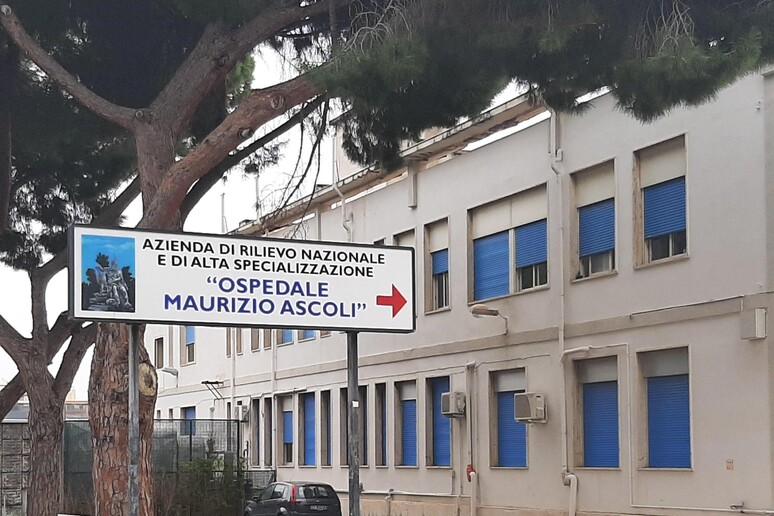 AZIENDA DI RILIEVO NAZIONALE
E DI ALTA SPECIALIZZAZIONE
“OSPEDALE
MAURIZIO ASCOLI”